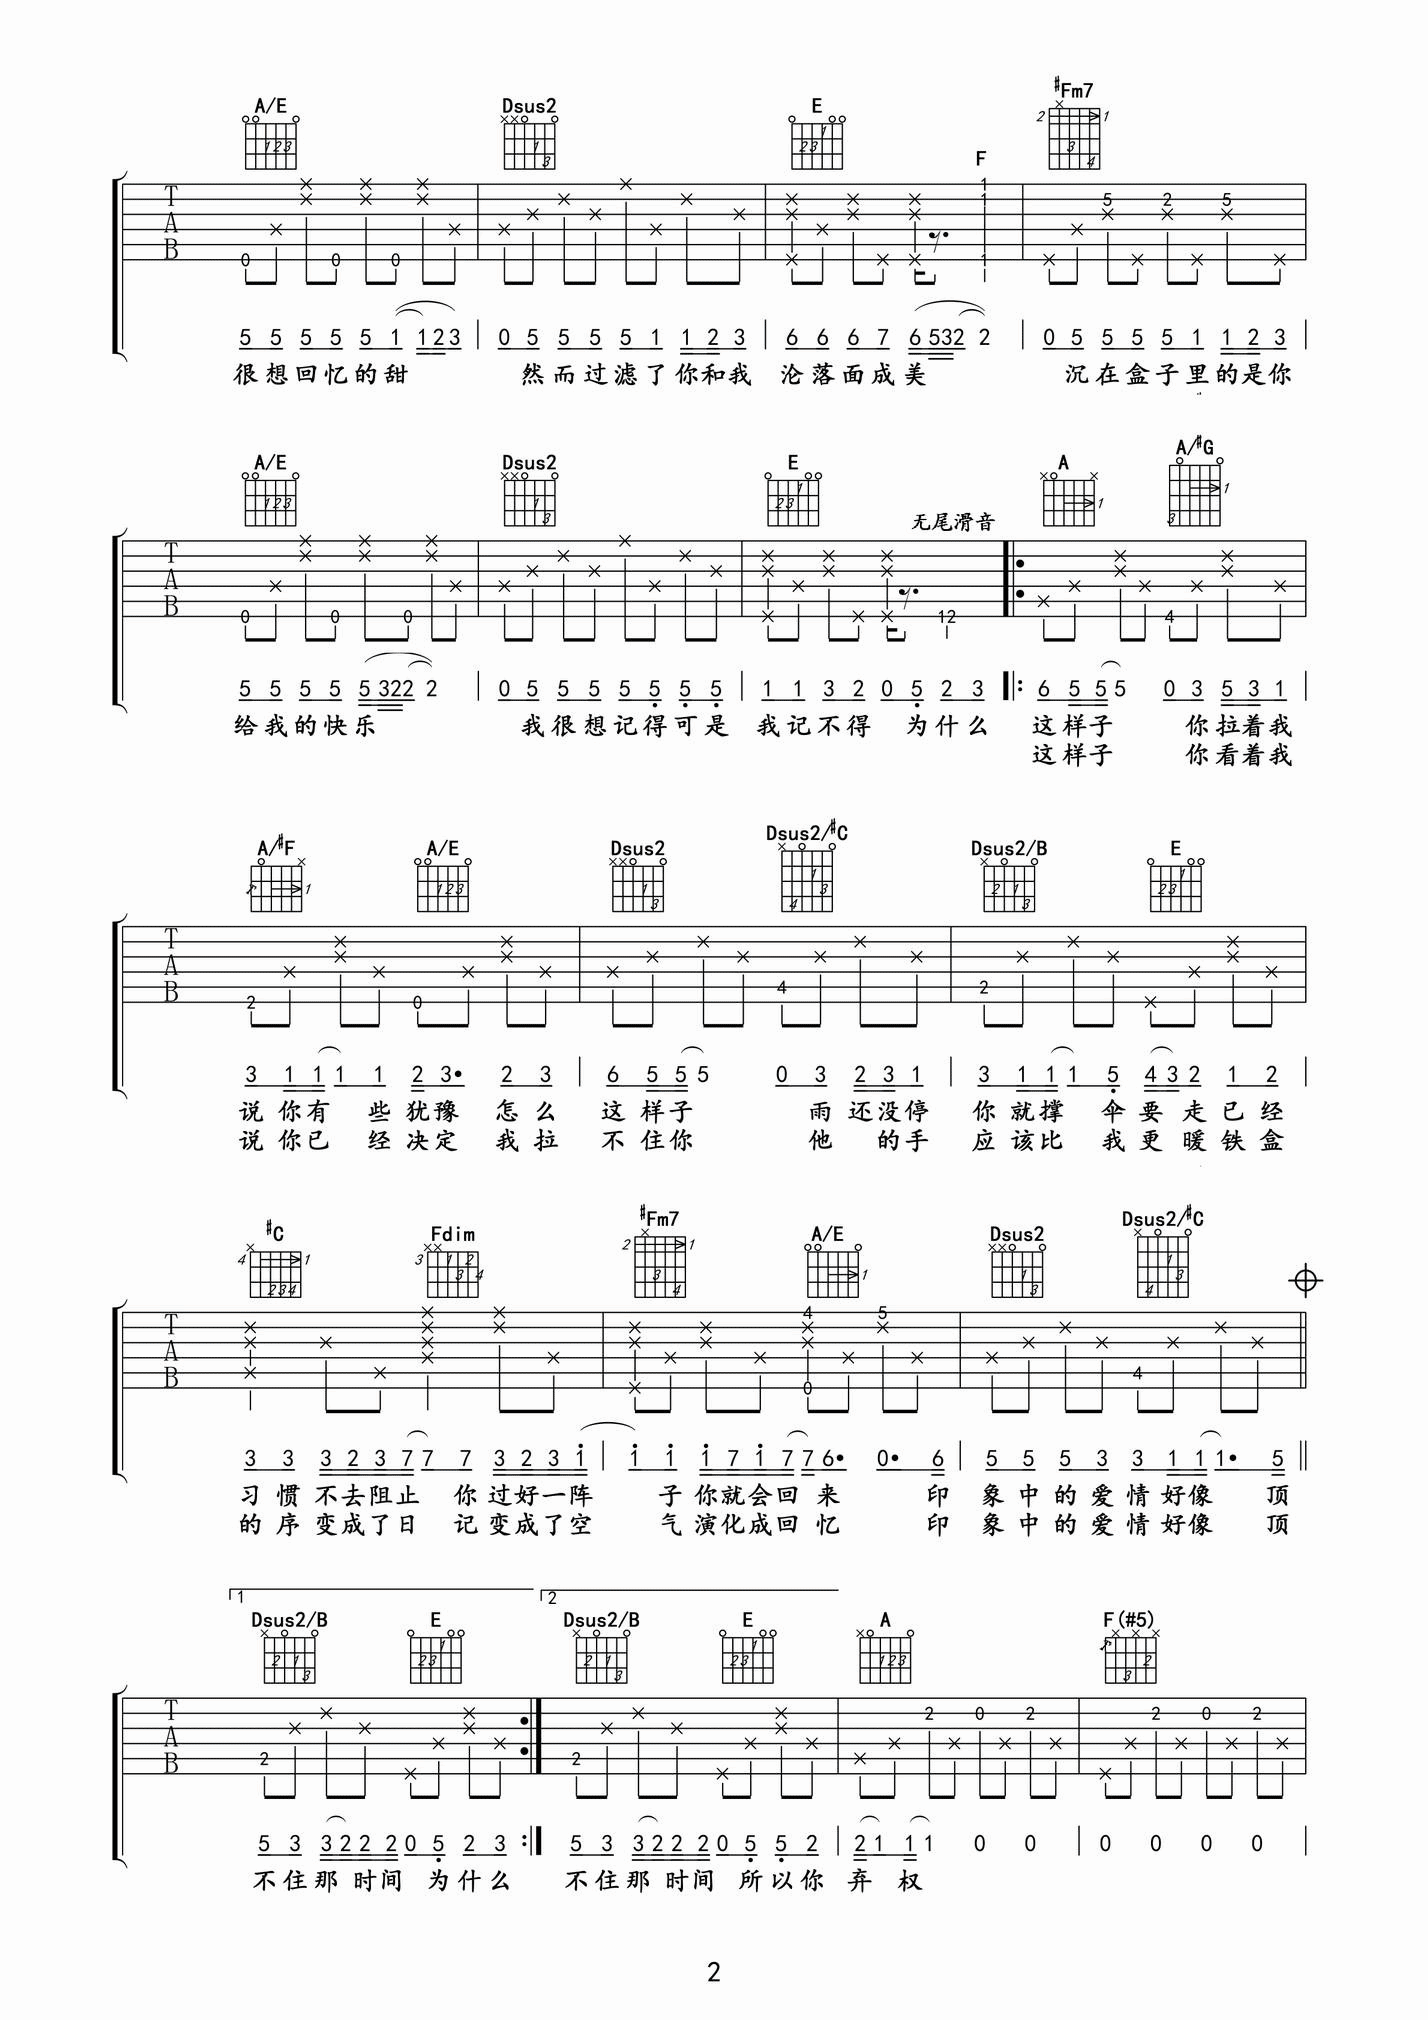 A/E Dsus2 E F #Fm7
5 5 5 5 5 1 1 2 3 0 5 5 5 5 1 1 2 3 6 6 6 7 6 5 3 2 2 0 5 5 5 5 1 1 2 3
很想回忆的甜 然而过滤了你和我 沦落面成美 沉在盒子里的是你
A/E Dsus2 E A A/#G
无尾滑音
5 5 5 5 5 3 2 2 2 0 5 5 5 5 5 5 5 1 1 3 2 0 5 2 3 6 5 5 5 0 3 5 3 1
给我的快乐 我很想记得可是 我记不得 为什么 这样子 你拉着我
这样子 你看着我
A/#F A/E Dsus2 Dsus2/#C Dsus2/B E
3 1 1 1 1 2 3• 2 3 6 5 5 5 0 3 2 3 1 3 1 1 1 5 4 3 2 1 2
说你有 些犹豫 怎么 这样子 雨还没停 你就撑 伞要走已经
说你已 经决定 我拉 不住你 他的手 应该比 我更暖铁盒
#C Fdim #Fm7 A/E Dsus2 Dsus2/#C
3 3 3 2 3 7 7 7 3 2 3 1 1 1 1 7 1 7 7 6• 0• 6 5 5 5 3 3 1 1 1• 5
习惯不去阻止 你过好一阵 子你就会回来 印 象中的爱情好像 顶
的序变成了日 记变成了空 气演化成回忆 印 象中的爱情好像 顶
1 2
Dsus2/B E Dsus2/B E A F(#5)
5 3 3 2 2 2 0 5 2 3 5 3 3 2 2 2 0 5 5 2 2 1 1 1 0 0 0 0 0 0
不住那时间 为什么 不住那时间 所以你 弃权
2